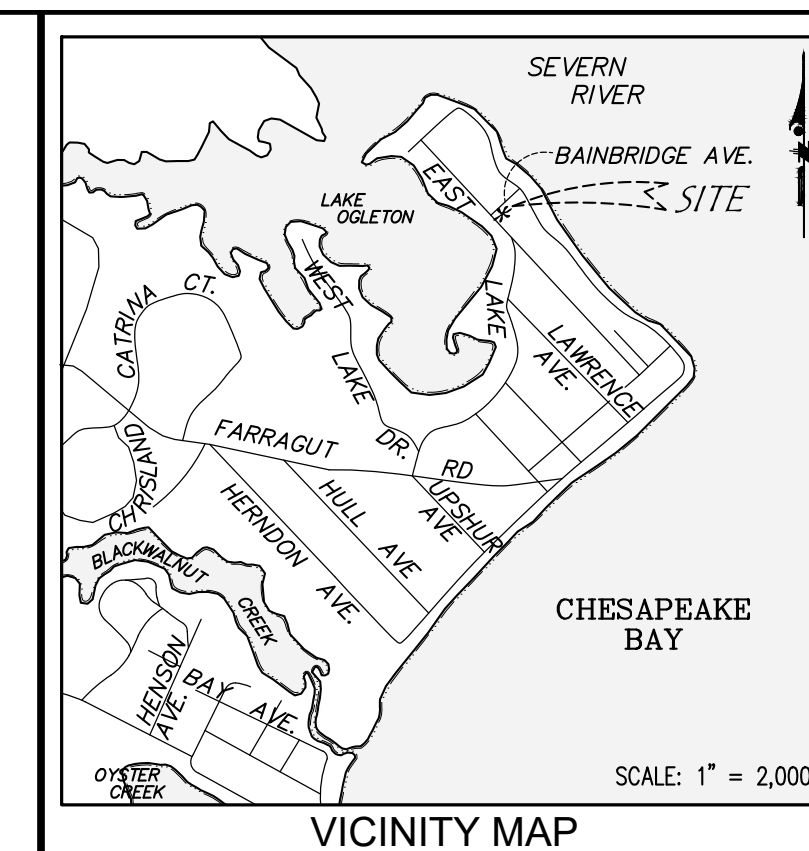 SEVERN
RIVER
BAINBRIDGE AVE.
SITE
EAST
LAKE
OGLETON
WEST
LAKE
DR.
CATRINA
CT.
LAKE
LAWRENCE
AVE.
FARRAGUT
RD
CHRISLAND
HERNDON
AVE.
HULL
AVE
UPSHUR
AVE
BLACKWALNUT
CREEK
CHESAPEAKE
BAY
HENSON
AVE.
BAY AVE.
OYSTER
CREEK
SCALE: 1" = 2,000
VICINITY MAP